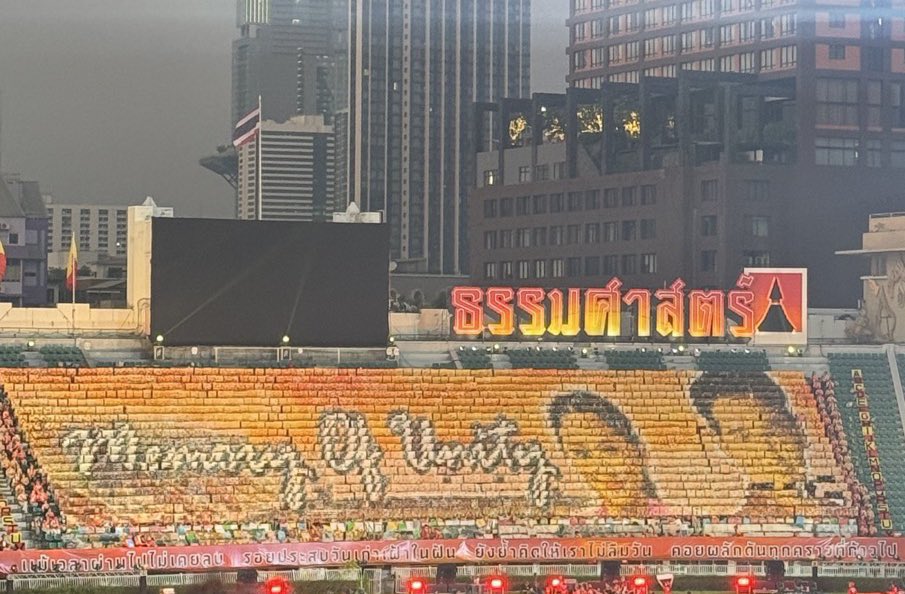 ธรรมศาสตร์
Memory Of Unity
แม้เวลาผ่านไปไม่เคยลบ รอยประสบวันเก่า ในฝัน ยังย้ำคิดให้เราไม่ลืมวัน คอยผลักดันทุกคราวที่ก้าวไป